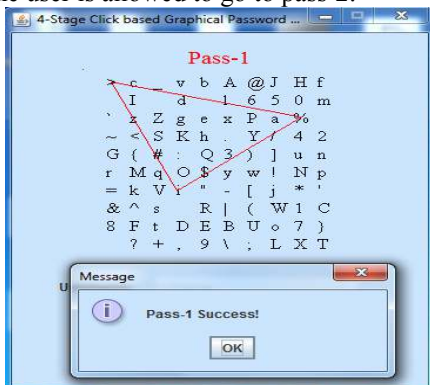 e user is allowed to go to pass-2.
4-Stage Click based Graphical Password ...
Pass-1
> c _ v b A @ J H f
I d 1 6 5 0 m
` z Z g e x P a %
~ < S K h . Y / 4 2
G ( # : Q 3 ) ] u n
r M q O $ y w ! N p
= k V i " - [ j * '
& ^ s R | ( W 1 C
8 F t D E B U o 7 }
? + , 9 \ ; L X T
Message
U
Pass-1 Success!
OK